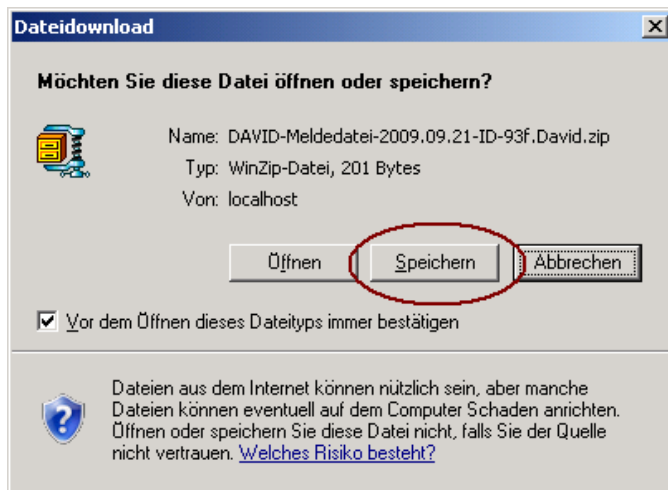 Dateidownload
Möchten Sie diese Datei öffnen oder speichern?
Name: DAVID-Meldedatei-2009.09.21-ID-93f.David.zip
Typ: WinZip-Datei, 201 Bytes
Von: localhost
Öffnen Speichern Abbrechen
Vor dem Öffnen dieses Dateityps immer bestätigen
Dateien aus dem Internet können nützlich sein, aber manche
Dateien können eventuell auf dem Computer Schaden anrichten.
Öffnen oder speichern Sie diese Datei nicht, falls Sie der Quelle
nicht vertrauen. Welches Risiko besteht?